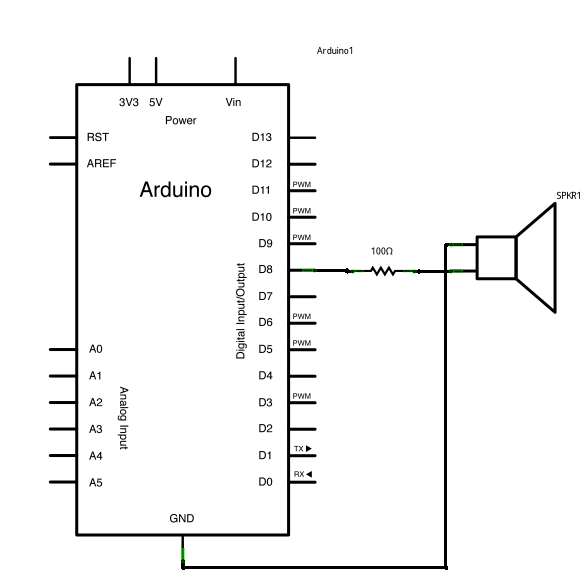 Arduino1
3V3 5V Vin
Power
RST
AREF
Arduino
D13
D12
D11 PWM
D10 PWM
D9 PWM
D8
D7
D6 PWM
D5 PWM
D4
D3 PWM
D2
D1 TX ▶
D0 RX ◀
Digital Input/Output
100Ω
SPKR1
A0
A1
A2
A3
A4
A5
Analog Input
GND